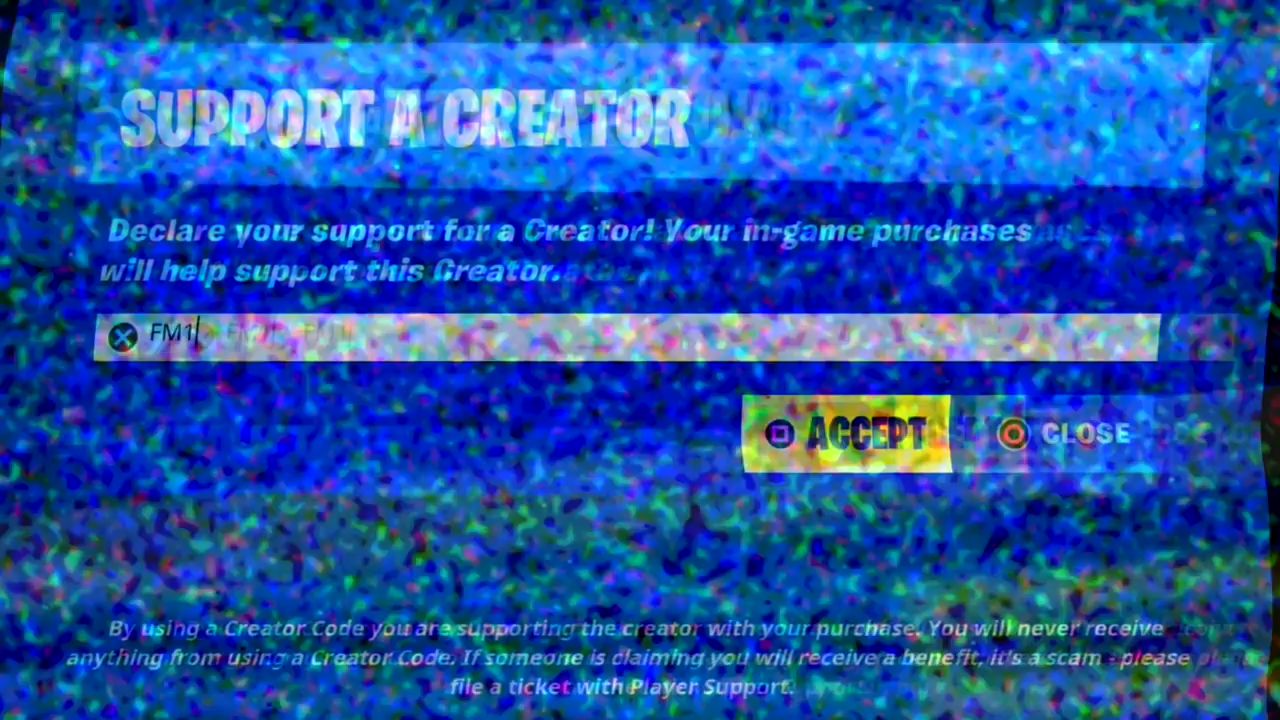 SUPPORT A CREATOR
Declare your support for a Creator! Your in-game purchases
will help support this Creator.
FM1
ACCEPT
CLOSE
By using a Creator Code you are supporting the creator with your purchase. You will never receive
anything from using a Creator Code. If someone is claiming you will receive a benefit, it's a scam - please
file a ticket with Player Support.